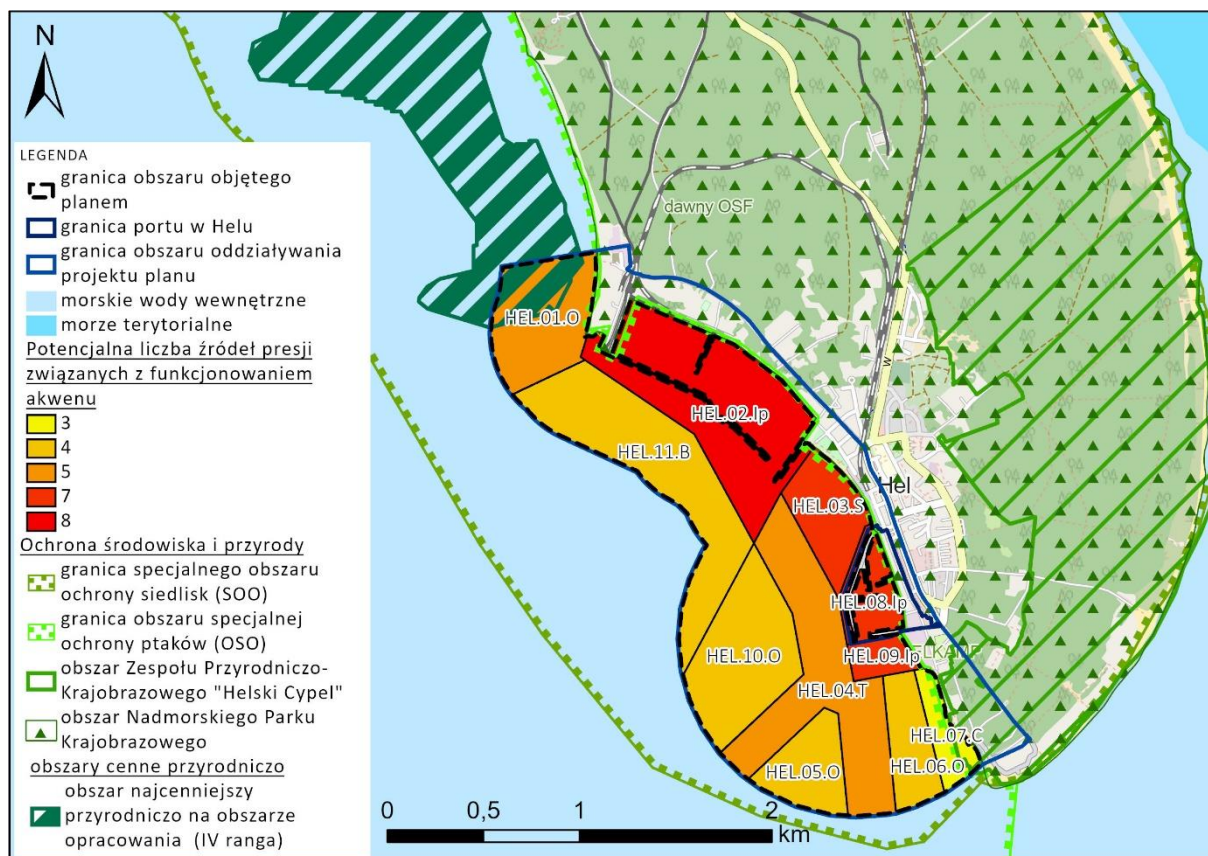 N
LEGENDA
granica obszaru objętego
planem
granica portu w Helu
granica obszaru oddziaływania
projektu planu
morskie wody wewnętrzne
morze terytorialne
Potencjalna liczba źródeł presji
związanych z funkcjonowaniem
akwenu
3
4
5
7
8
Ochrona środowiska i przyrody
granica specjalnego obszaru
ochrony siedlisk (SOO)
granica obszaru specjalnej
ochrony ptaków (OSO)
obszar Zespołu Przyrodniczo-
Krajobrazowego "Helski Cypel"
obszar Nadmorskiego Parku
Krajobrazowego
obszary cenne przyrodniczo
obszar najcenniejszy
przyrodniczo na obszarze
opracowania (IV ranga)
dawny OSF
HEL.01.O
HEL.02.Ip
HEL.11.B
HEL.03.S
Hel
HEL.08.Ip
HEL.09.Ip
HEL.10.O
HEL.04.T
HEL.07.C
HEL.06.O
HEL.05.O
0 0,5 1 2
km